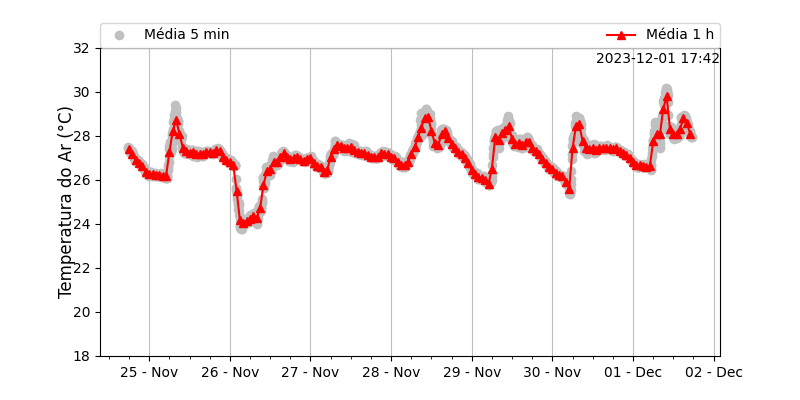 Média 5 min
Média 1 h
2023-12-01 17:42
Temperatura do Ar (°C)
32
30
28
26
24
22
20
18
25 - Nov
26 - Nov
27 - Nov
28 - Nov
29 - Nov
30 - Nov
01 - Dec
02 - Dec